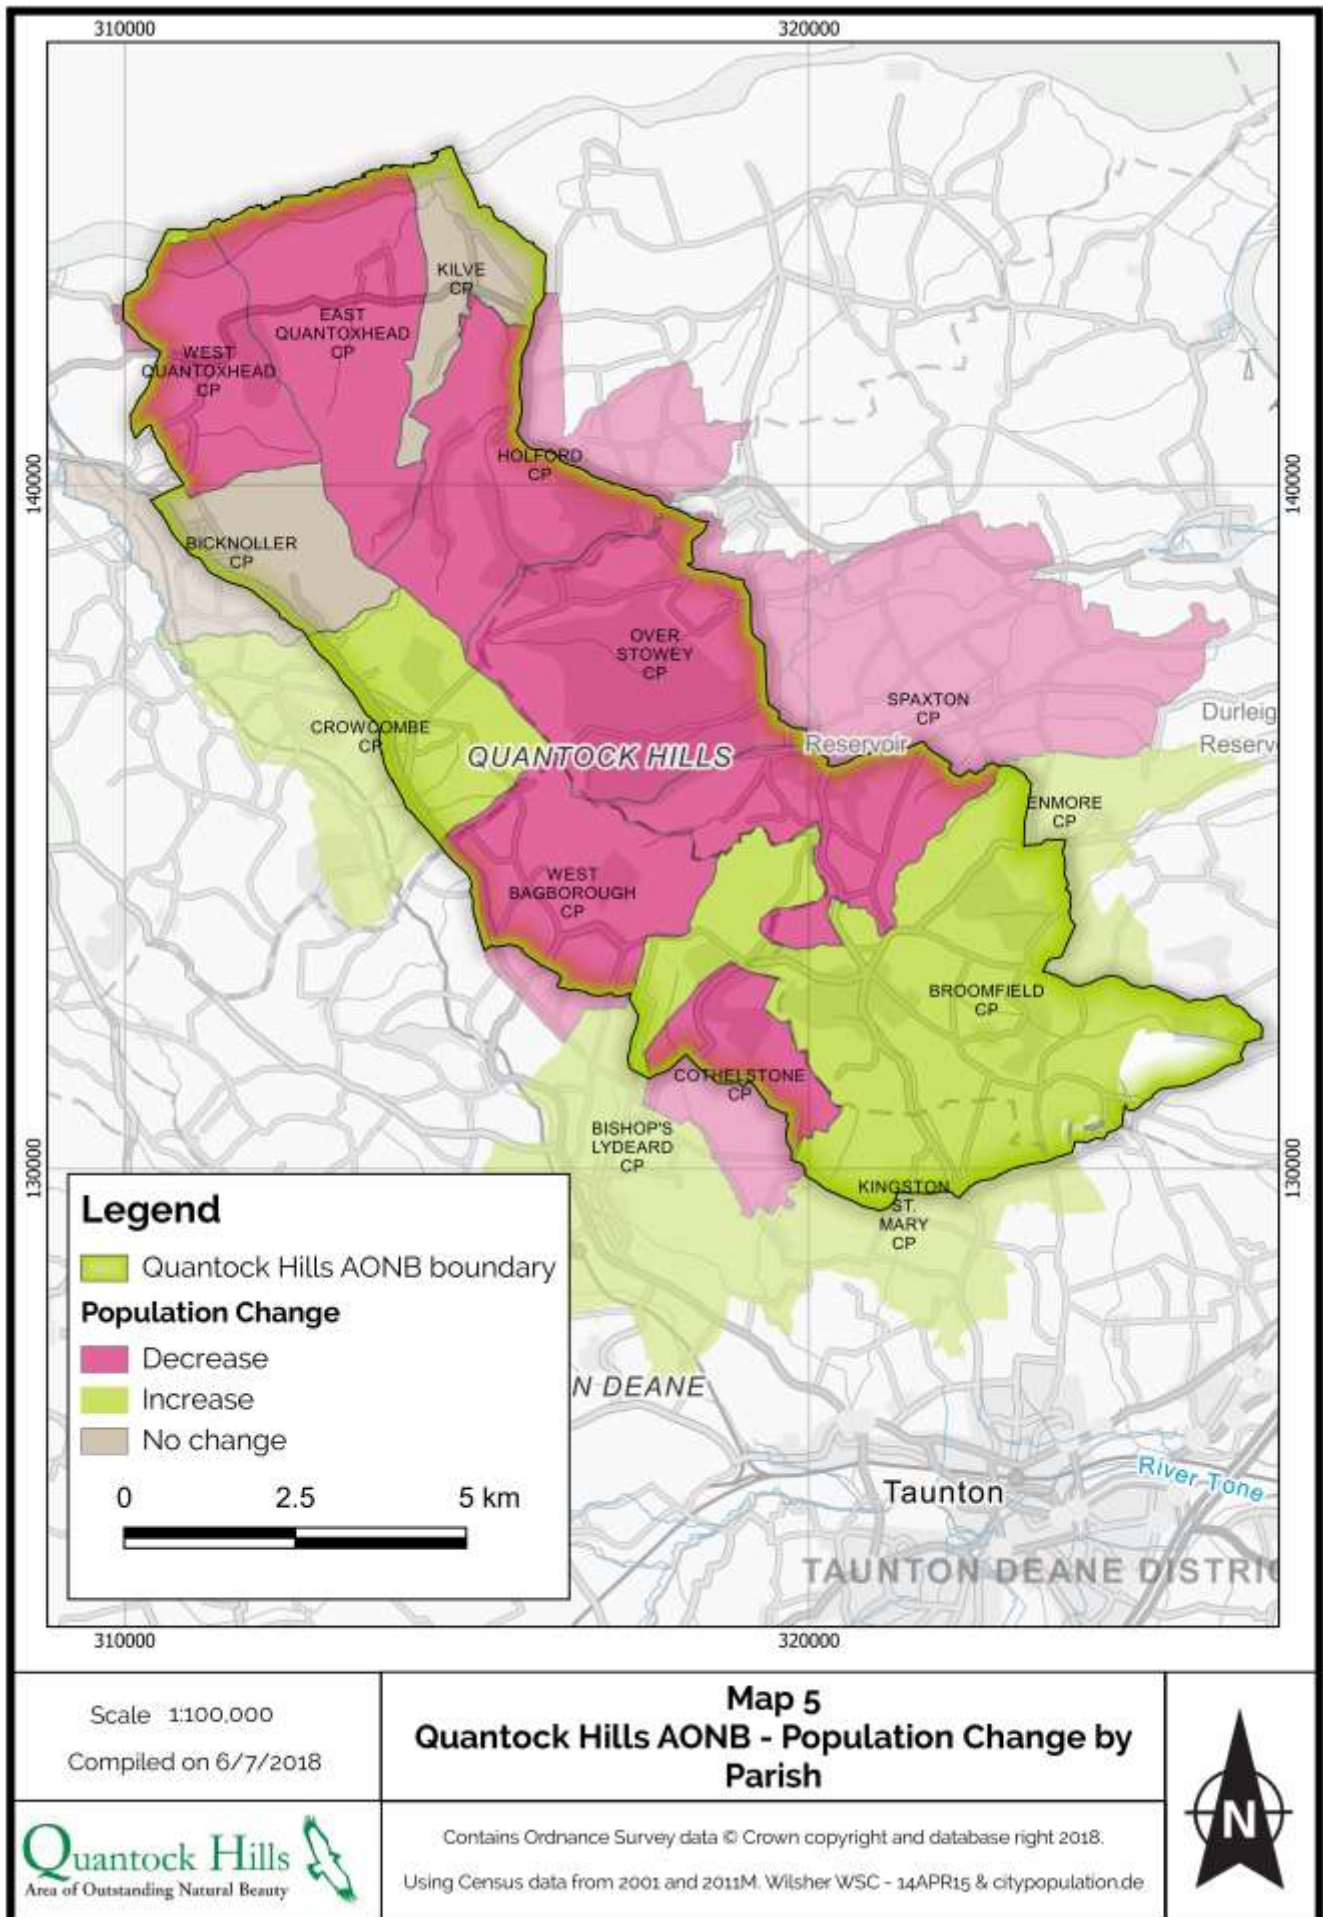 310000
320000
KILVE
CP
EAST
QUANTOXHEAD
CP
WEST
QUANTOXHEAD
CP
HOLFORD
CP
140000
140000
BICKNOLLER
CP
OVER
STOWEY
CP
SPAXTON
CP
Durleig
Reserv
CROWCOMBE
CP
QUANTOCK HILLS
Reservoir
ENMORE
CP
WEST
BAGBOROUGH
CP
BROOMFIELD
CP
COTHELSTONE
CP
BISHOP'S
LYDEARD
CP
130000
130000
KINGSTON
ST.
MARY
CP
Legend
Quantock Hills AONB boundary
Population Change
Decrease
Increase
No change
0 2.5 5 km
N DEANE
Taunton
River Tone
TAUNTON DEANE DISTRIC
310000
320000
Scale 1:100,000
Compiled on 6/7/2018
Map 5
Quantock Hills AONB - Population Change by
Parish
N
Quantock Hills
Area of Outstanding Natural Beauty
Contains Ordnance Survey data © Crown copyright and database right 2018.
Using Census data from 2001 and 2011M. Wilsher WSC - 14APR15 & citypopulation.de